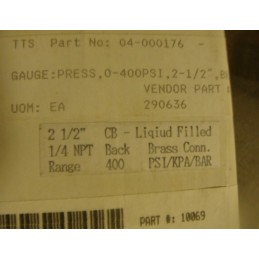 TTS Part No: 04-000176 -
GAUGE:PRESS,0-400PSI,2-1/2",
VENDOR PART
UOM: EA 290636
2 1/2" CB - Liqiud Filled
1/4 NPT Back Brass Conn.
Range 400 PSI/KPA/BAR
PART #: 10069